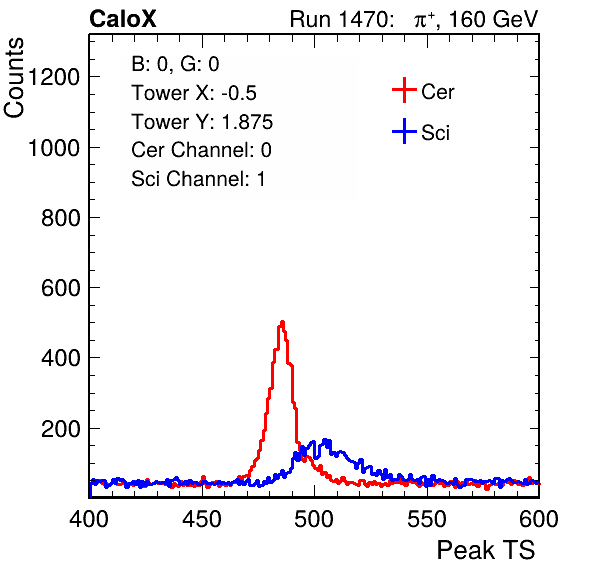 CaloX Run 1470: π⁺, 160 GeV
B: 0, G: 0
Tower X: -0.5
Tower Y: 1.875
Cer Channel: 0
Sci Channel: 1
Cer
Sci
Counts
1200
1000
800
600
400
200
400 450 500 550 600
Peak TS